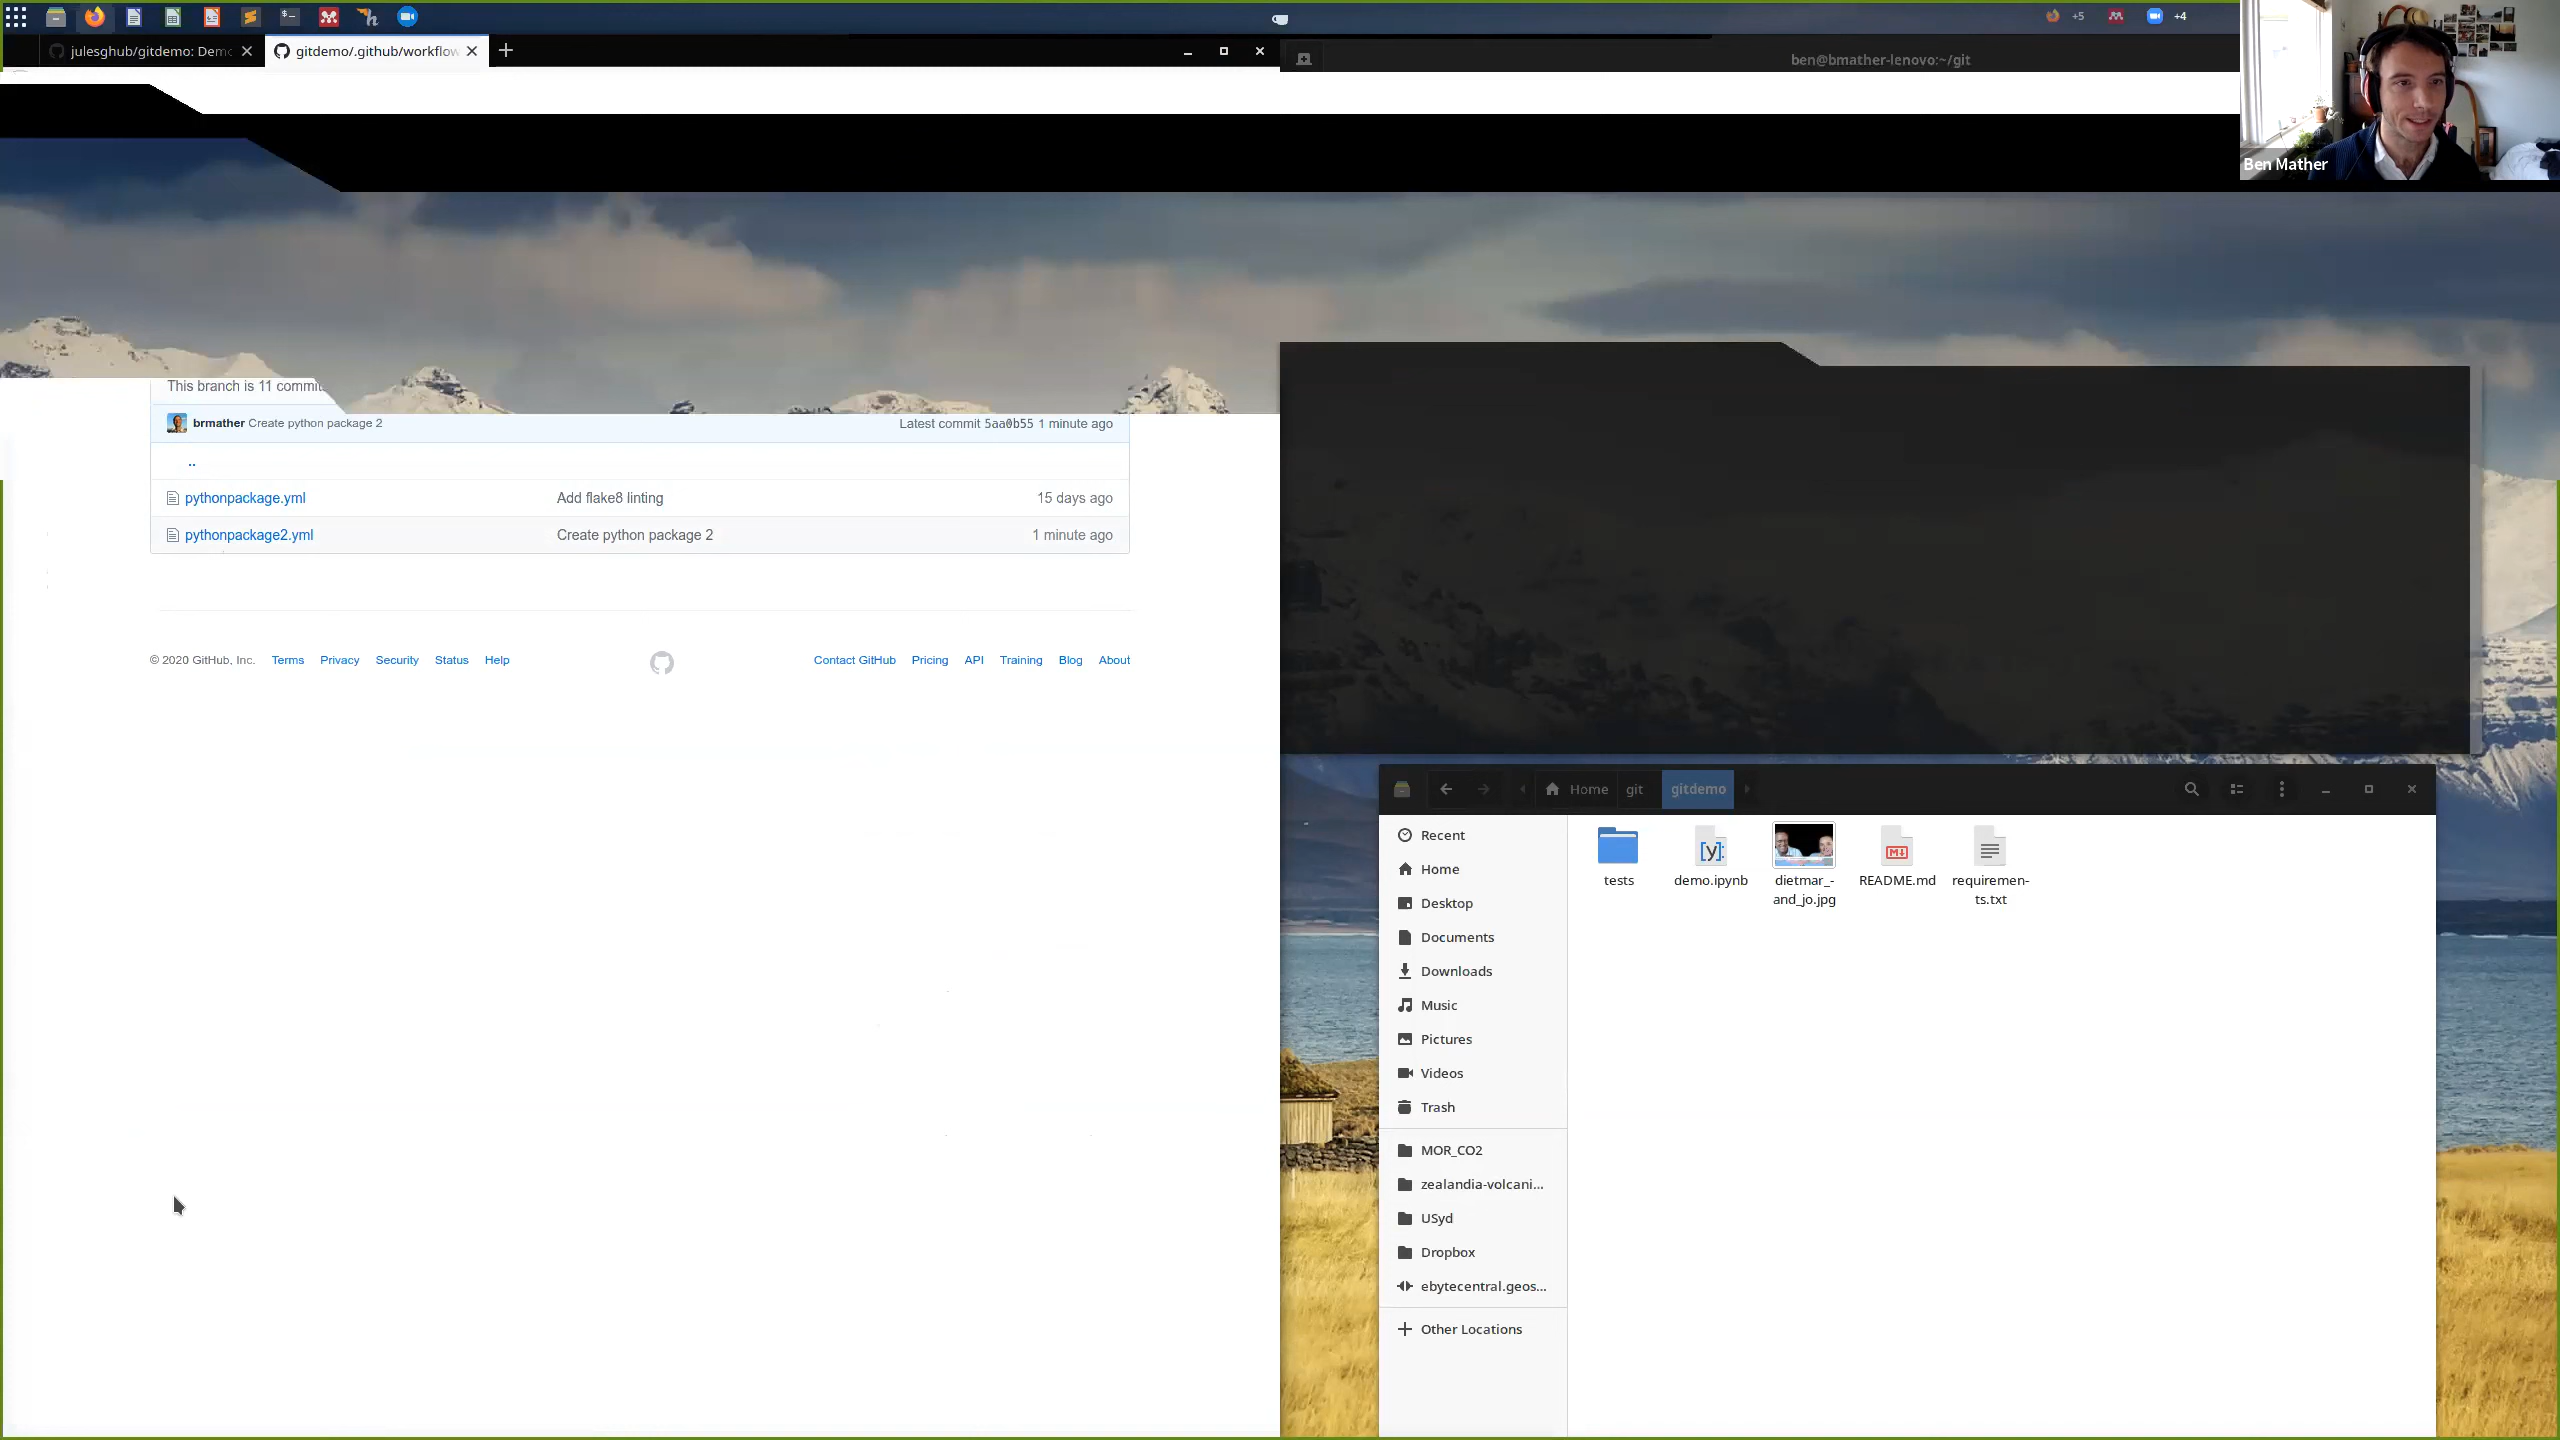 +5
+4
julesghub/gitdemo: Dem
gitdemo/.github/workflow
ben@bmather-lenovo:~/git
Ben Mather
This branch is 11 commit
brmather Create python package 2
Latest commit 5aa0b55 1 minute ago
..
pythonpackage.yml
Add flake8 linting
15 days ago
pythonpackage2.yml
Create python package 2
1 minute ago
© 2020 GitHub, Inc.
Terms
Privacy
Security
Status
Help
Contact GitHub
Pricing
API
Training
Blog
About
Home
git
gitdemo
Recent
Home
Desktop
Documents
Downloads
Music
Pictures
Videos
Trash
MOR_CO2
zealandia-volcani...
USyd
Dropbox
ebytecentral.geos...
Other Locations
tests
[y]:
demo.ipynb
dietmar_-
and_jo.jpg
M↓
README.md
requiremen-
ts.txt